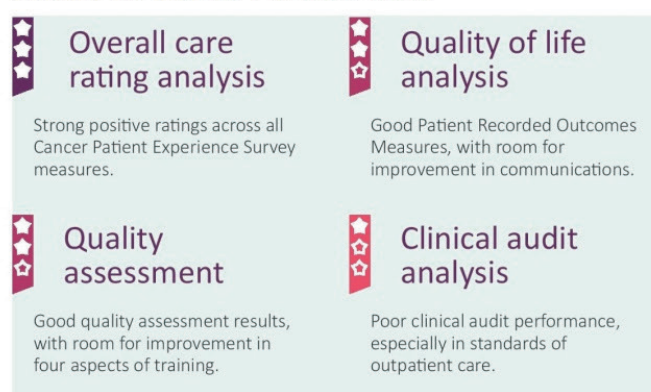 Overall care
rating analysis
Strong positive ratings across all
Cancer Patient Experience Survey
measures.
Quality of life
analysis
Good Patient Recorded Outcomes
Measures, with room for
improvement in communications.
Quality
assessment
Good quality assessment results,
with room for improvement in
four aspects of training.
Clinical audit
analysis
Poor clinical audit performance,
especially in standards of
outpatient care.